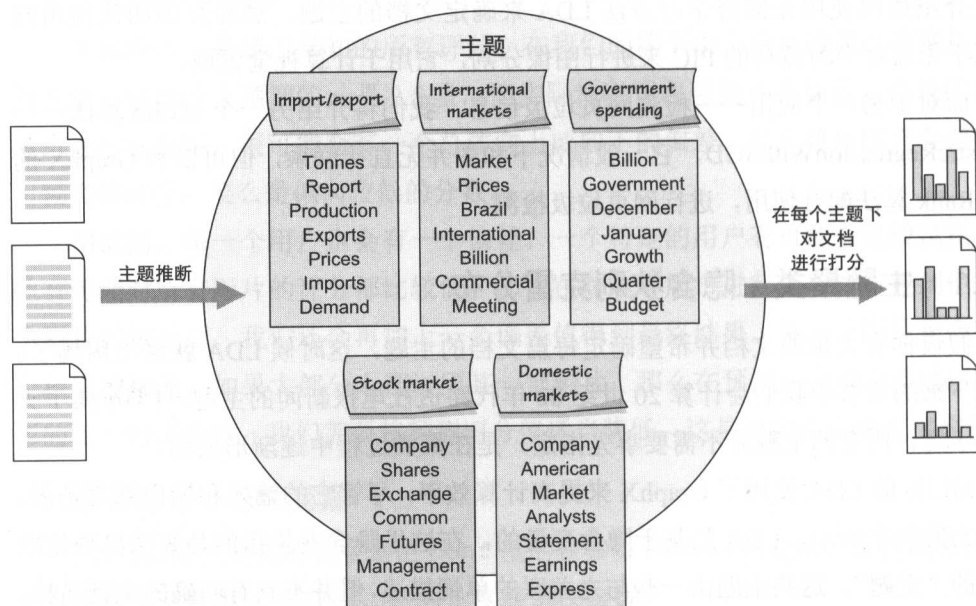 主题
Import/export
International
markets
Government
spending
Tonnes
Report
Production
Exports
Prices
Imports
Demand
Market
Prices
Brazil
International
Billion
Commercial
Meeting
Billion
Government
December
January
Growth
Quarter
Budget
主题推断
在每个主题下
对文档
进行打分
Stock market
Domestic
markets
Company
Shares
Exchange
Common
Futures
Management
Contract
Company
American
Market
Analysts
Statement
Earnings
Express